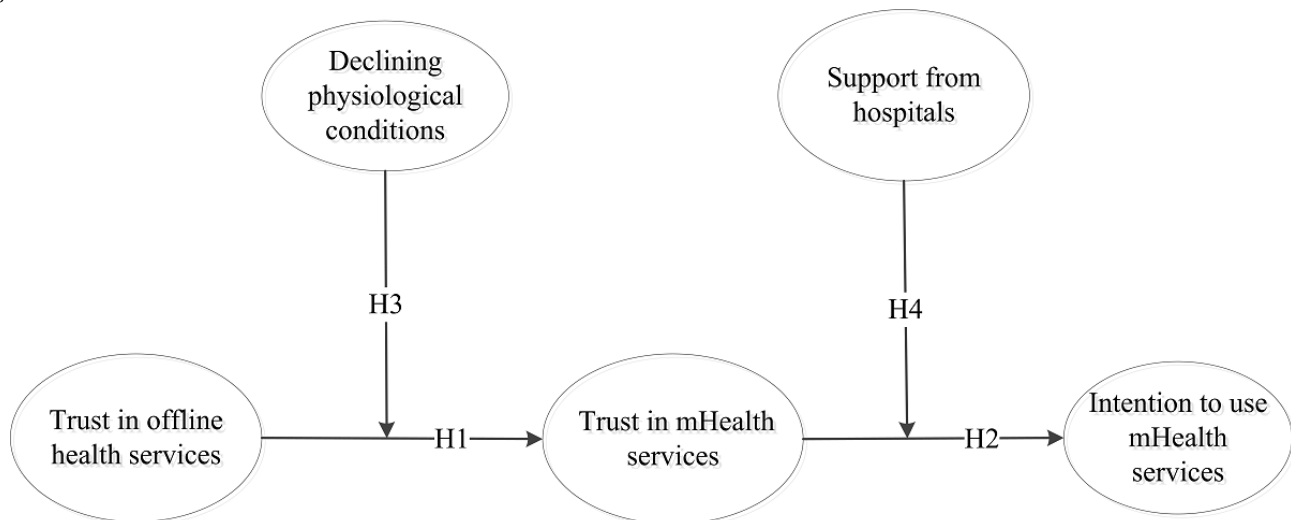 Declining
physiological
conditions
Support from
hospitals
H3
H4
Trust in offline
health services
H1
Trust in mHealth
services
H2
Intention to use
mHealth
services